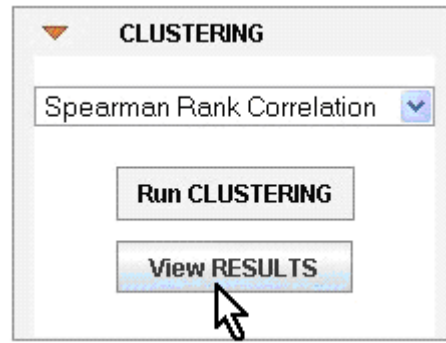 CLUSTERING
Spearman Rank Correlation
Run CLUSTERING
View RESULTS